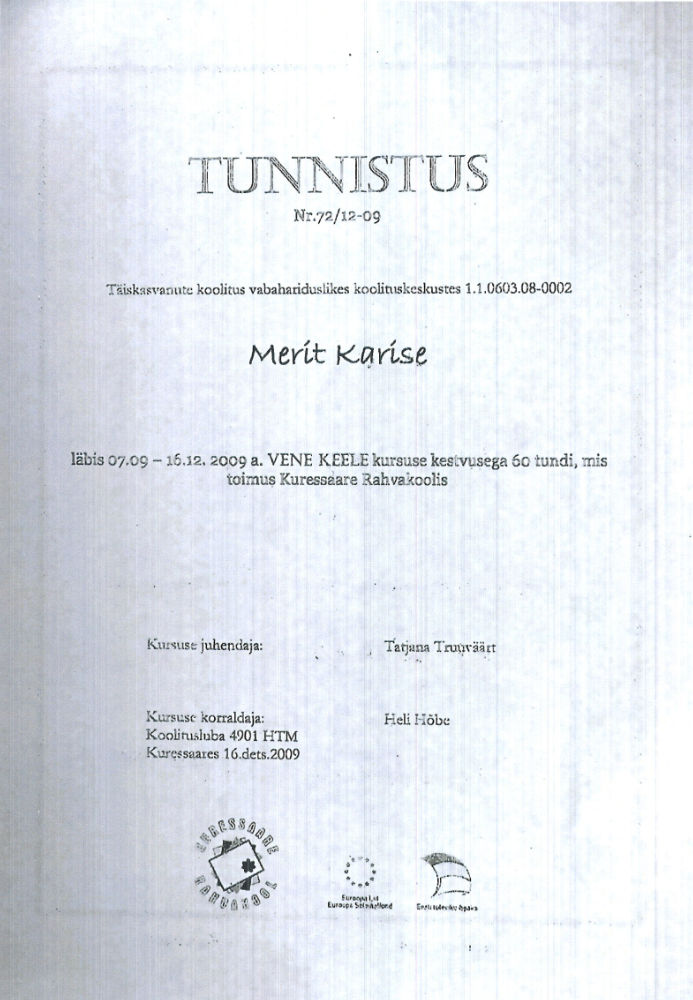 TUNNISTUS
Nr.72/12-09
Täiskasvanute koolitus vabahariduslikes koolituskeskustes 1.1.0603.08-0002
Merit Karise
läbis 07.09 – 16.12. 2009 a. VENE KEELE kursuse kestvusega 60 tundi, mis
toimus Kuressaare Rahvakoolis
Kursuse juhendaja: Tatjana Truuväärt
Kursuse korraldaja: Heli Hõbe
Koolitusluba 4901 HTM
Kuressaares 16.dets.2009
KURESSAARE
RAHVAKOOL
Euroopa Liit
Euroopa Sotsiaalfond
Eesti tuleviku heaks